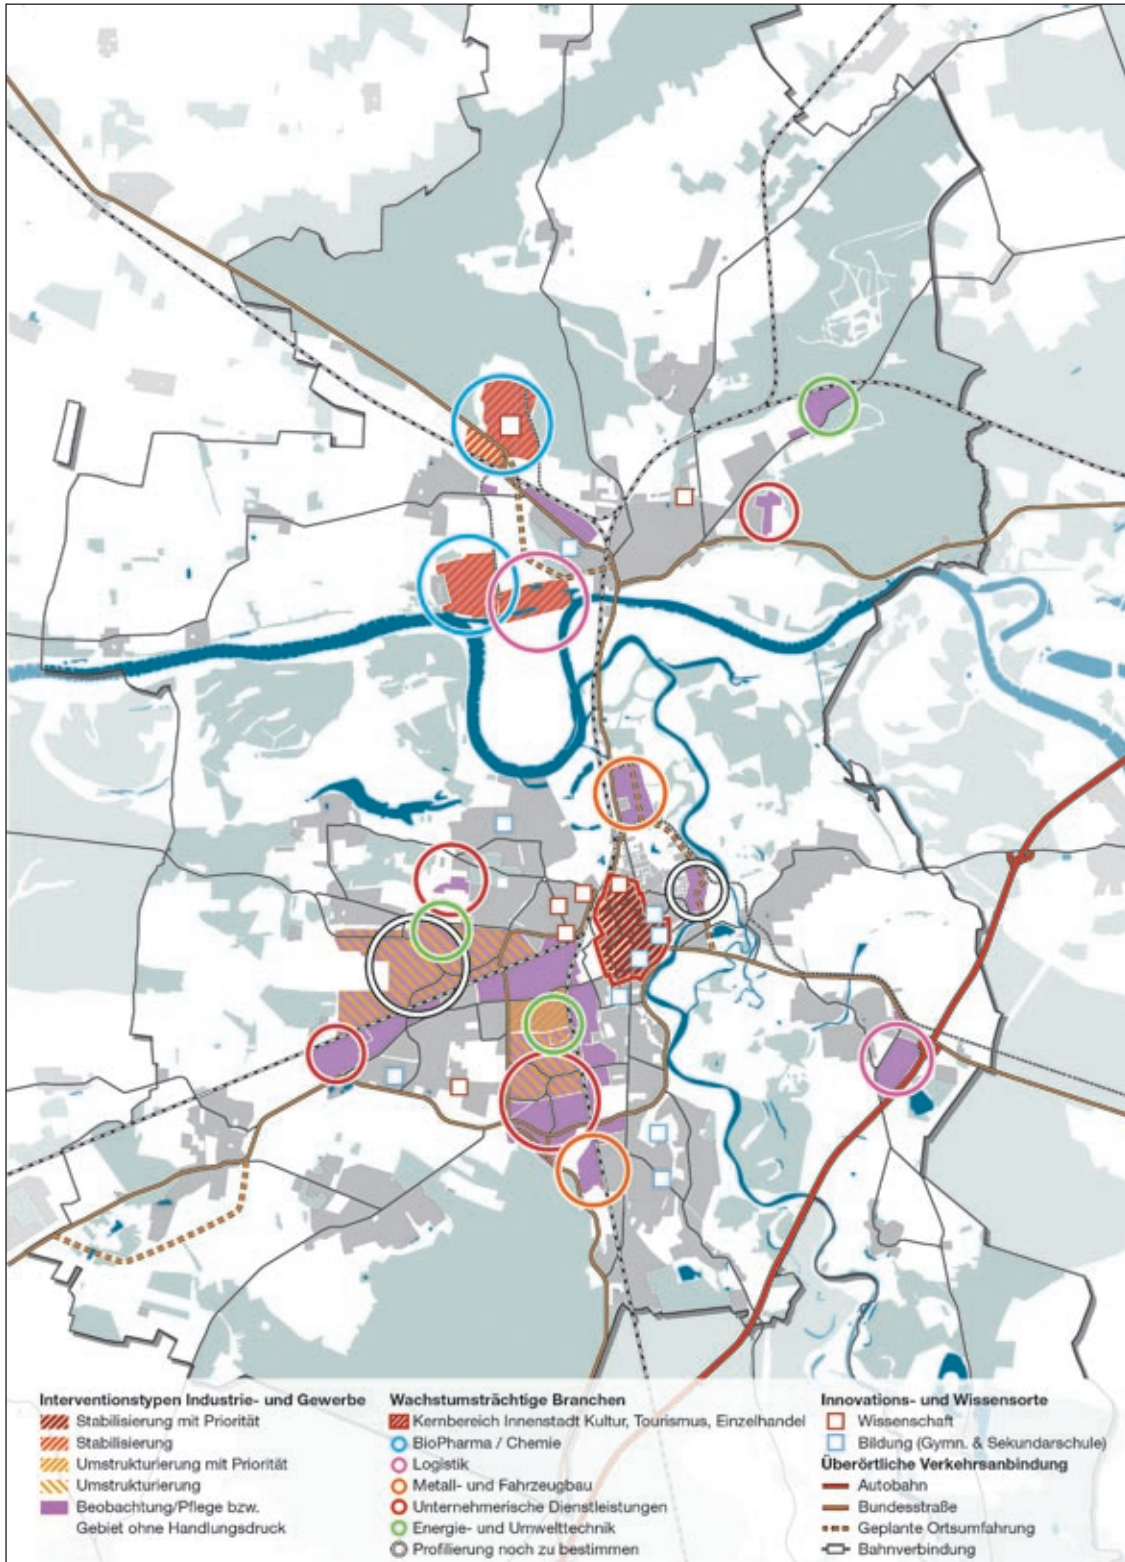 Interventionstypen Industrie- und Gewerbe
Stabilisierung mit Priorität
Stabilisierung
Umstrukturierung mit Priorität
Umstrukturierung
Beobachtung/Pflege bzw.
Gebiet ohne Handlungsdruck
Wachstumsträchtige Branchen
Kernbereich Innenstadt Kultur, Tourismus, Einzelhandel
BioPharma / Chemie
Logistik
Metall- und Fahrzeugbau
Unternehmerische Dienstleistungen
Energie- und Umwelttechnik
Profilierung noch zu bestimmen
Innovations- und Wissensorte
Wissenschaft
Bildung (Gymn. & Sekundarschule)
Überörtliche Verkehrsanbindung
Autobahn
Bundesstraße
Geplante Ortsumfahrung
Bahnverbindung